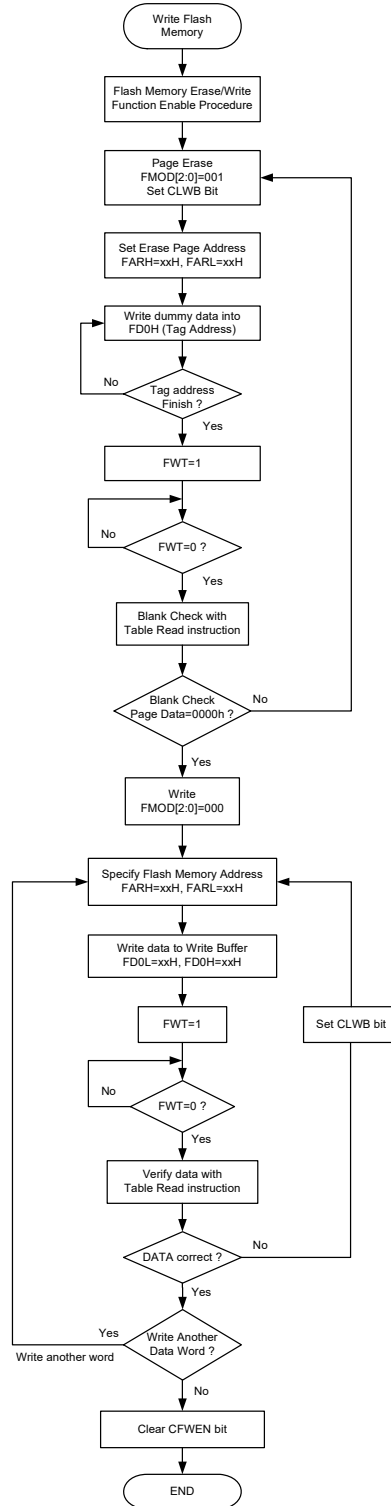 Write Flash
Memory
Flash Memory Erase/Write
Function Enable Procedure
Page Erase
FMOD[2:0]=001
Set CLWB Bit
Set Erase Page Address
FARH=xxH, FARL=xxH
Write dummy data into
FD0H (Tag Address)
No
Tag address
Finish ?
Yes
FWT=1
No
FWT=0 ?
Yes
Blank Check with
Table Read instruction
Blank Check
Page Data=0000h ?
No
Yes
Write
FMOD[2:0]=000
Specify Flash Memory Address
FARH=xxH, FARL=xxH
Write data to Write Buffer
FD0L=xxH, FD0H=xxH
FWT=1
Set CLWB bit
No
FWT=0 ?
Yes
Verify data with
Table Read instruction
DATA correct ?
No
Yes
Yes
Write another word
Write Another
Data Word ?
No
Clear CFWEN bit
END